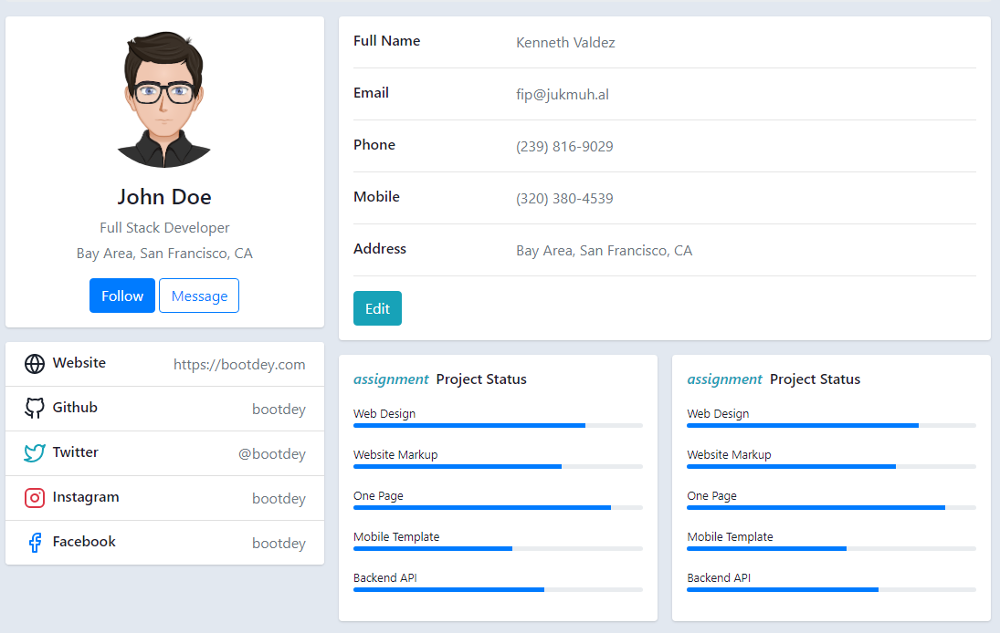 John Doe
Full Stack Developer
Bay Area, San Francisco, CA
Follow Message
Website https://bootdey.com
Github bootdey
Twitter @bootdey
Instagram bootdey
Facebook bootdey
Full Name Kenneth Valdez
Email fip@jukmuh.al
Phone (239) 816-9029
Mobile (320) 380-4539
Address Bay Area, San Francisco, CA
Edit
assignment Project Status
Web Design
Website Markup
One Page
Mobile Template
Backend API
assignment Project Status
Web Design
Website Markup
One Page
Mobile Template
Backend API